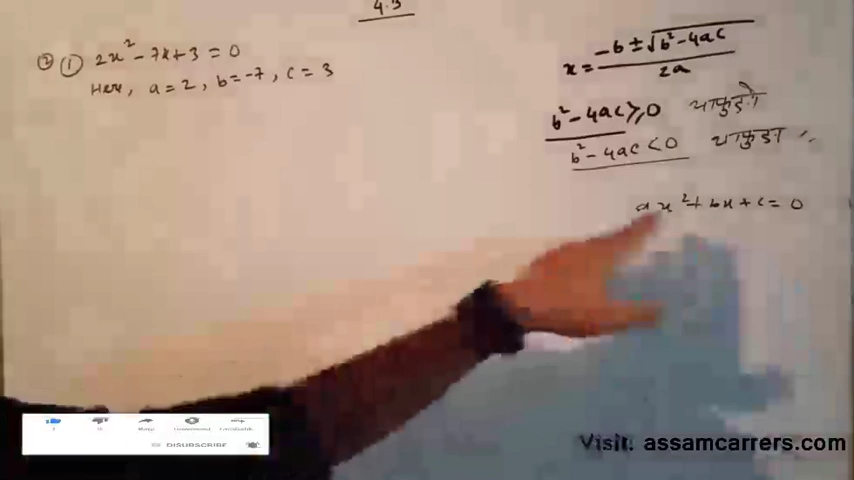 4.3
② ① 2x² - 7x + 3 = 0
Here, a = 2, b = -7, c = 3
x = (-b ± √(b² - 4ac)) / 2a
b² - 4ac ≥ 0
b² - 4ac < 0
ax² + bx + c = 0
DISUBSCRIBE
Visit: assamcarrers.com